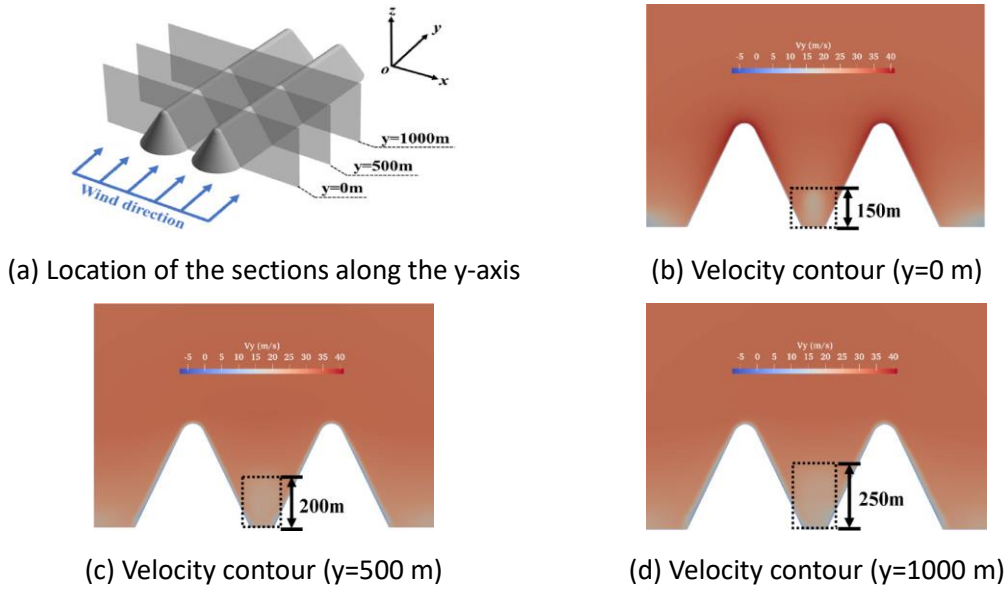 z
y
o
x
y=1000m
y=500m
y=0m
Wind direction
(a) Location of the sections along the y-axis
Vy (m/s)
-5 0 5 10 15 20 25 30 35 40
150m
(b) Velocity contour (y=0 m)
Vy (m/s)
-5 0 5 10 15 20 25 30 35 40
200m
(c) Velocity contour (y=500 m)
Vy (m/s)
-5 0 5 10 15 20 25 30 35 40
250m
(d) Velocity contour (y=1000 m)